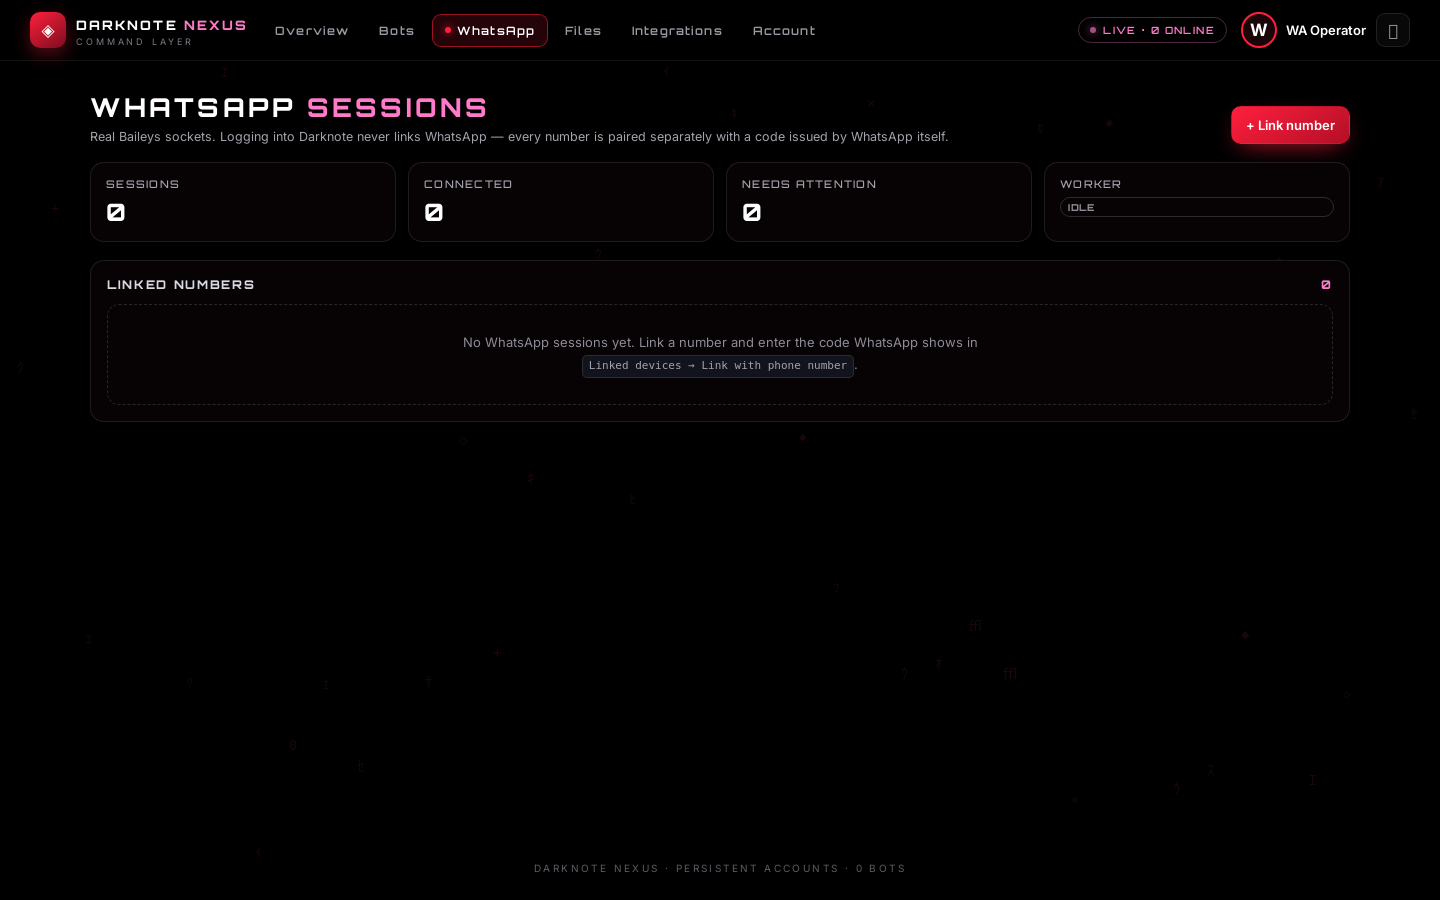 DARKNOTE NEXUS
COMMAND LAYER
Overview
Bots
WhatsApp
Files
Integrations
Account
LIVE · 0 ONLINE
W
WA Operator
WHATSAPP SESSIONS
Real Baileys sockets. Logging into Darknote never links WhatsApp — every number is paired separately with a code issued by WhatsApp itself.
+ Link number
SESSIONS
0
CONNECTED
0
NEEDS ATTENTION
0
WORKER
IDLE
LINKED NUMBERS
0
No WhatsApp sessions yet. Link a number and enter the code WhatsApp shows in
Linked devices → Link with phone number.
DARKNOTE NEXUS · PERSISTENT ACCOUNTS · 0 BOTS